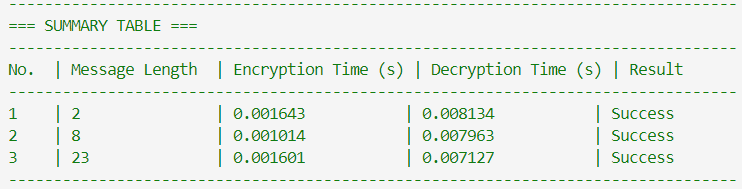 --------------------------------------------------------------------------------
=== SUMMARY TABLE ===
--------------------------------------------------------------------------------
No.  | Message Length  | Encryption Time (s) | Decryption Time (s) | Result
--------------------------------------------------------------------------------
1    | 2               | 0.001643            | 0.008134            | Success
2    | 8               | 0.001014            | 0.007963            | Success
3    | 23              | 0.001601            | 0.007127            | Success
--------------------------------------------------------------------------------